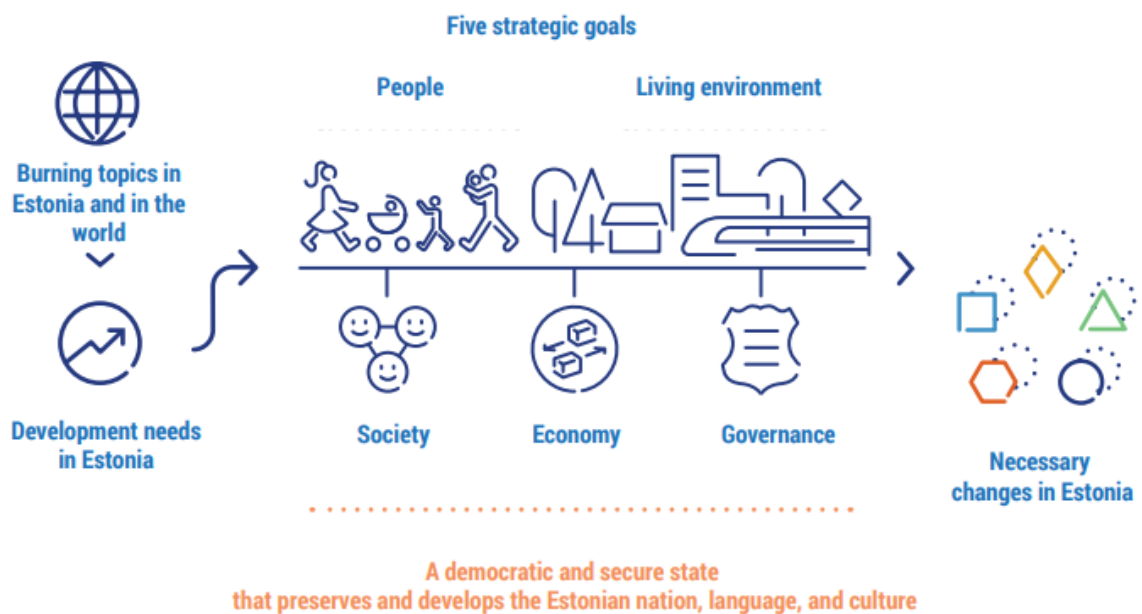 Five strategic goals
People
Living environment
Burning topics in
Estonia and in the
world
Development needs
in Estonia
Society
Economy
Governance
Necessary
changes in Estonia
A democratic and secure state
that preserves and develops the Estonian nation, language, and culture